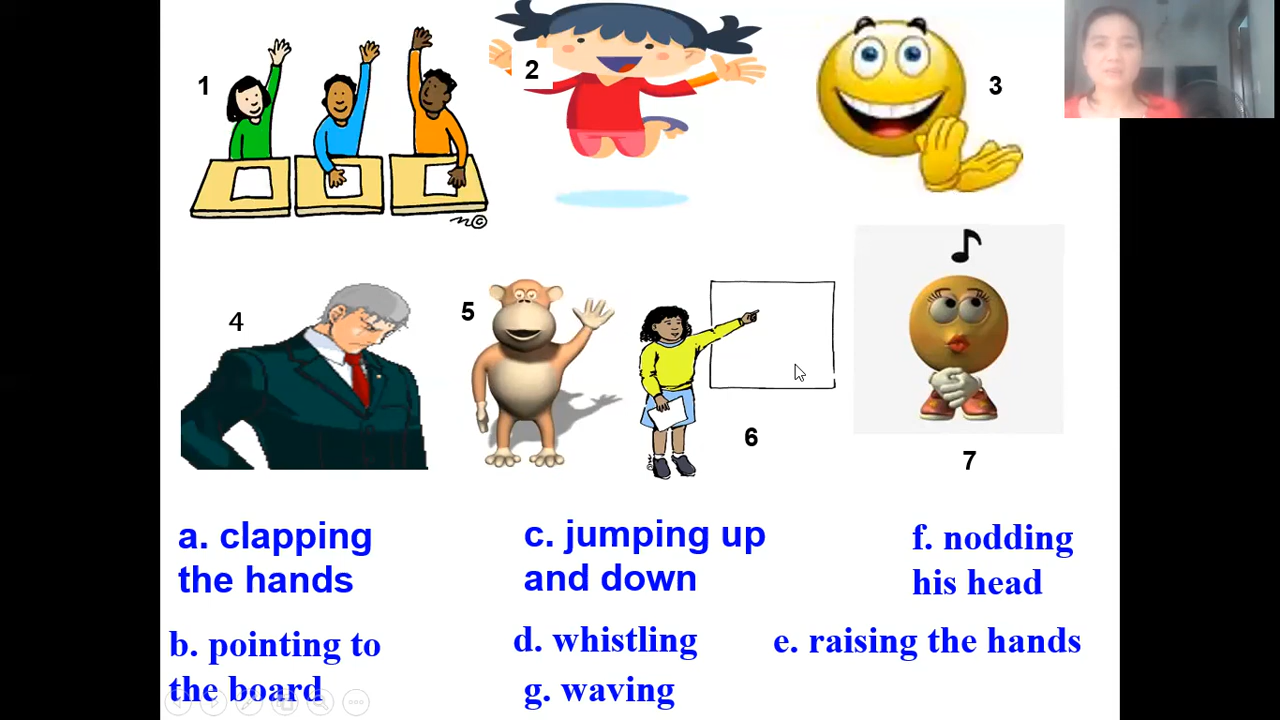 1
2
3
4
5
6
7
a. clapping
the hands
c. jumping up
and down
f. nodding
his head
b. pointing to
the board
d. whistling
e. raising the hands
g. waving